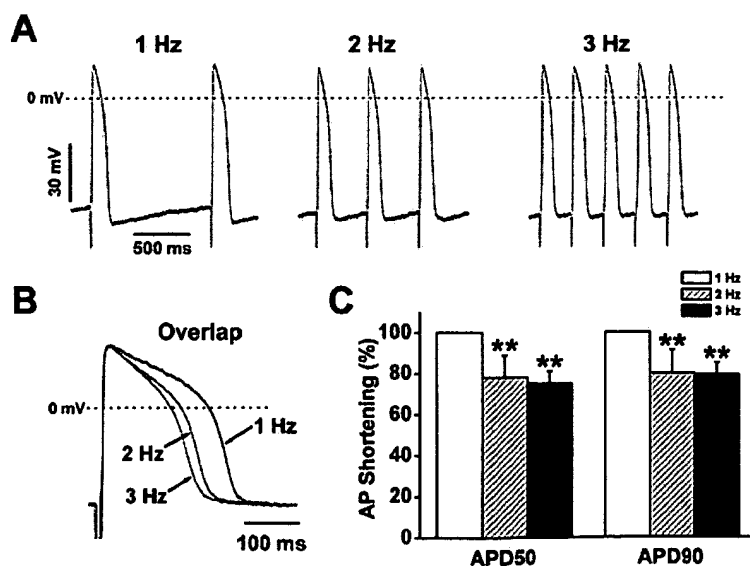 A
1 Hz 2 Hz 3 Hz
0 mV
30 mV
500 ms
B
Overlap
0 mV
1 Hz
2 Hz
3 Hz
100 ms
C
1 Hz
2 Hz
3 Hz
AP Shortening (%)
100
80
60
40
20
0
** **
** **
APD50 APD90